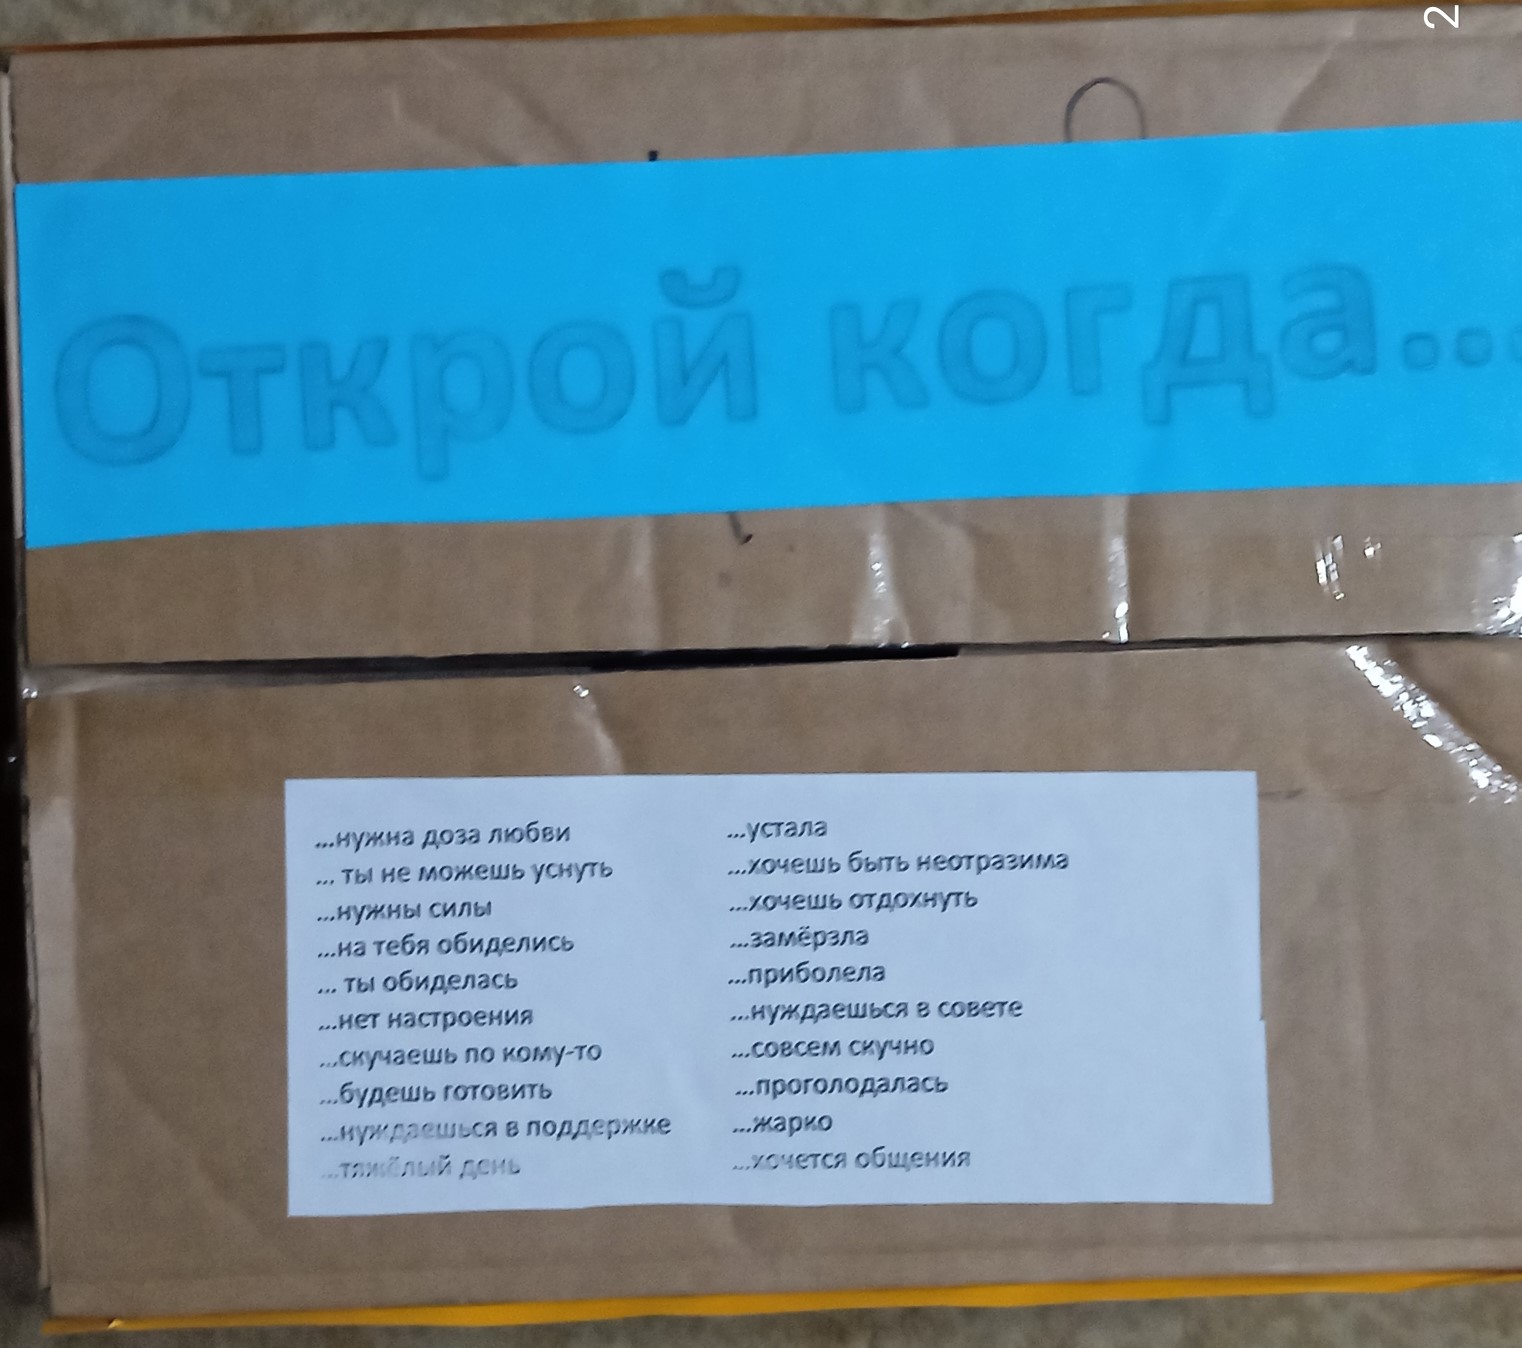 2
Открой когда...
...нужна доза любви
... ты не можешь уснуть
...нужны силы
...на тебя обиделись
... ты обиделась
...нет настроения
...скучаешь по кому-то
...будешь готовить
...нуждаешься в поддержке
...тяжёлый день
...устала
...хочешь быть неотразима
...хочешь отдохнуть
...замёрзла
...приболела
...нуждаешься в совете
...совсем скучно
...проголодалась
...жарко
...хочется общения